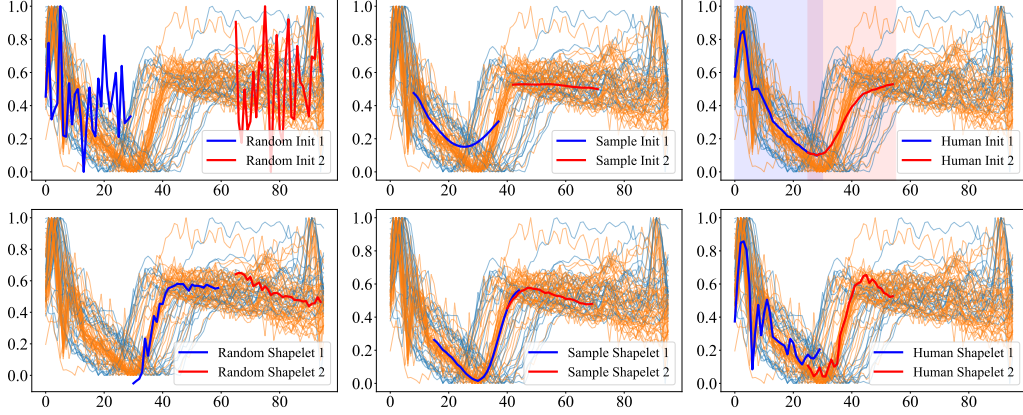 1.0
0.8
0.6
0.4
0.2
0.0
0 20 40 60 80
Random Init 1
Random Init 2
1.0
0.8
0.6
0.4
0.2
0.0
0 20 40 60 80
Sample Init 1
Sample Init 2
1.0
0.8
0.6
0.4
0.2
0.0
0 20 40 60 80
Human Init 1
Human Init 2
1.0
0.8
0.6
0.4
0.2
0.0
0 20 40 60 80
Random Shapelet 1
Random Shapelet 2
1.0
0.8
0.6
0.4
0.2
0.0
0 20 40 60 80
Sample Shapelet 1
Sample Shapelet 2
1.0
0.8
0.6
0.4
0.2
0.0
0 20 40 60 80
Human Shapelet 1
Human Shapelet 2